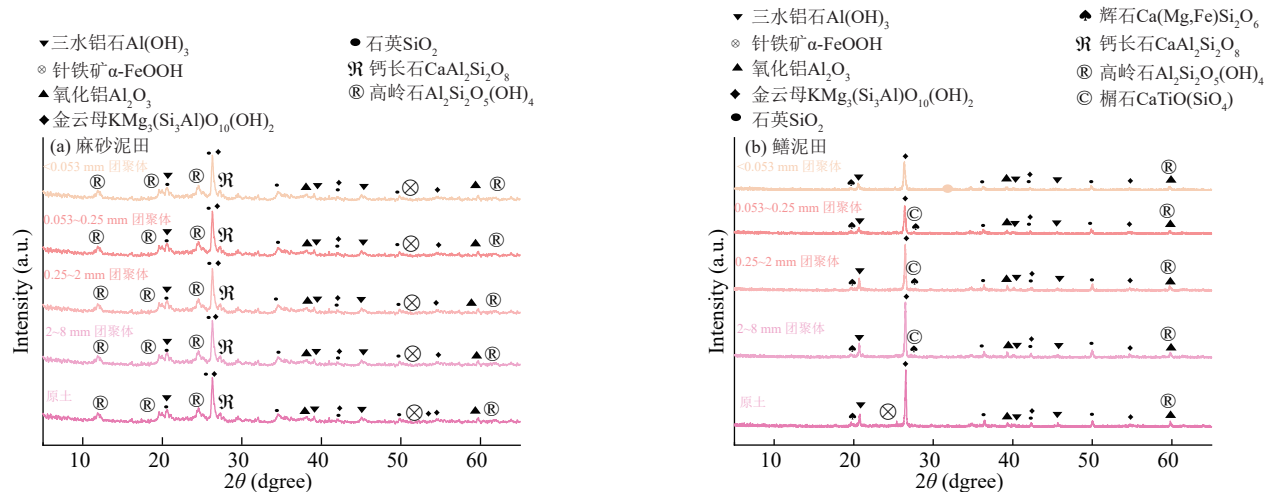 三水铝石Al(OH)3
针铁矿α-FeOOH
氧化铝Al2O3
金云母KMg3(Si3Al)O10(OH)2
石英SiO2
钙长石CaAl2Si2O8
高岭石Al2Si2O5(OH)4
(a) 麻砂泥田
<0.053 mm 团聚体
0.053~0.25 mm 团聚体
0.25~2 mm 团聚体
2~8 mm 团聚体
原土
Intensity (a.u.)
10 20 30 40 50 60
2θ (dgree)
三水铝石Al(OH)3
针铁矿α-FeOOH
氧化铝Al2O3
金云母KMg3(Si3Al)O10(OH)2
石英SiO2
辉石Ca(Mg,Fe)Si2O6
钙长石CaAl2Si2O8
高岭石Al2Si2O5(OH)4
榍石CaTiO(SiO4)
(b) 鳝泥田
<0.053 mm 团聚体
0.053~0.25 mm 团聚体
0.25~2 mm 团聚体
2~8 mm 团聚体
原土
Intensity (a.u.)
10 20 30 40 50 60
2θ (dgree)